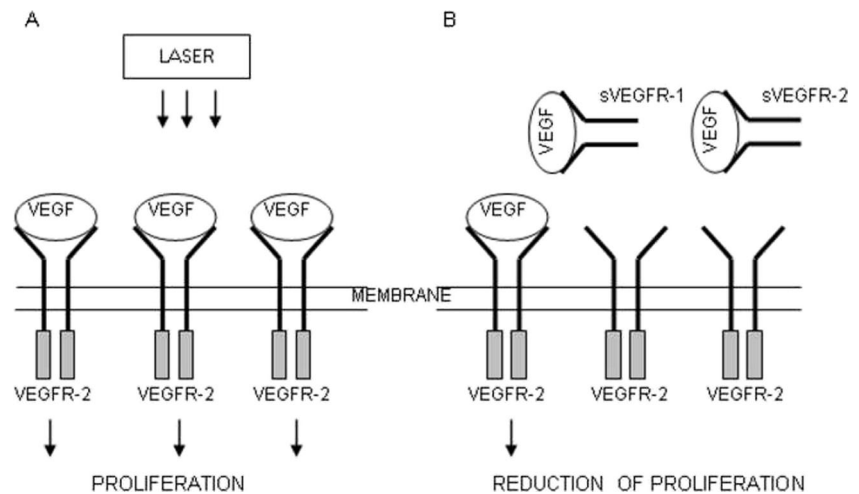 A
B
LASER
sVEGFR-1
sVEGFR-2
VEGF
VEGF
VEGF
VEGF
VEGF
VEGF
MEMBRANE
VEGFR-2
VEGFR-2
VEGFR-2
VEGFR-2
VEGFR-2
VEGFR-2
PROLIFERATION
REDUCTION OF PROLIFERATION